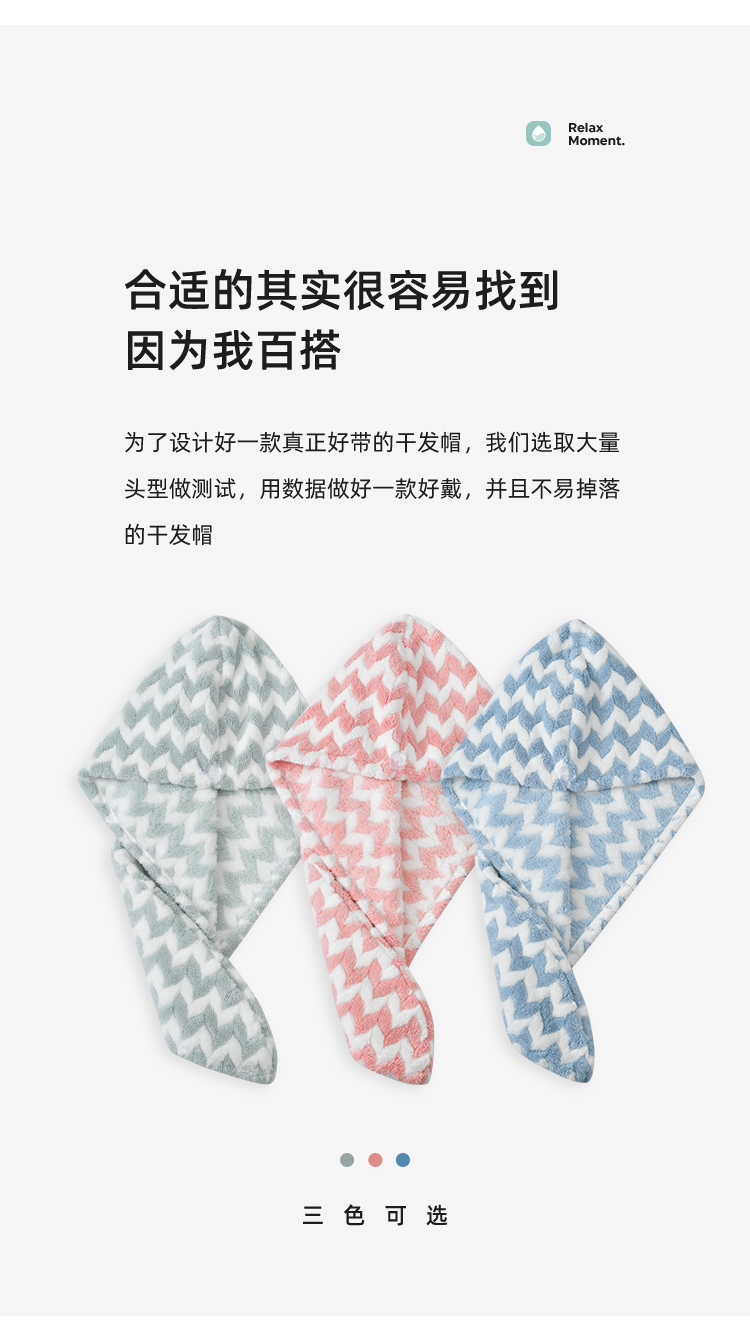 Relax
Moment.
合适的其实很容易找到
因为我百搭
为了设计好一款真正好带的干发帽，我们选取大量
头型做测试，用数据做好一款好戴，并且不易掉落
的干发帽
三色可选